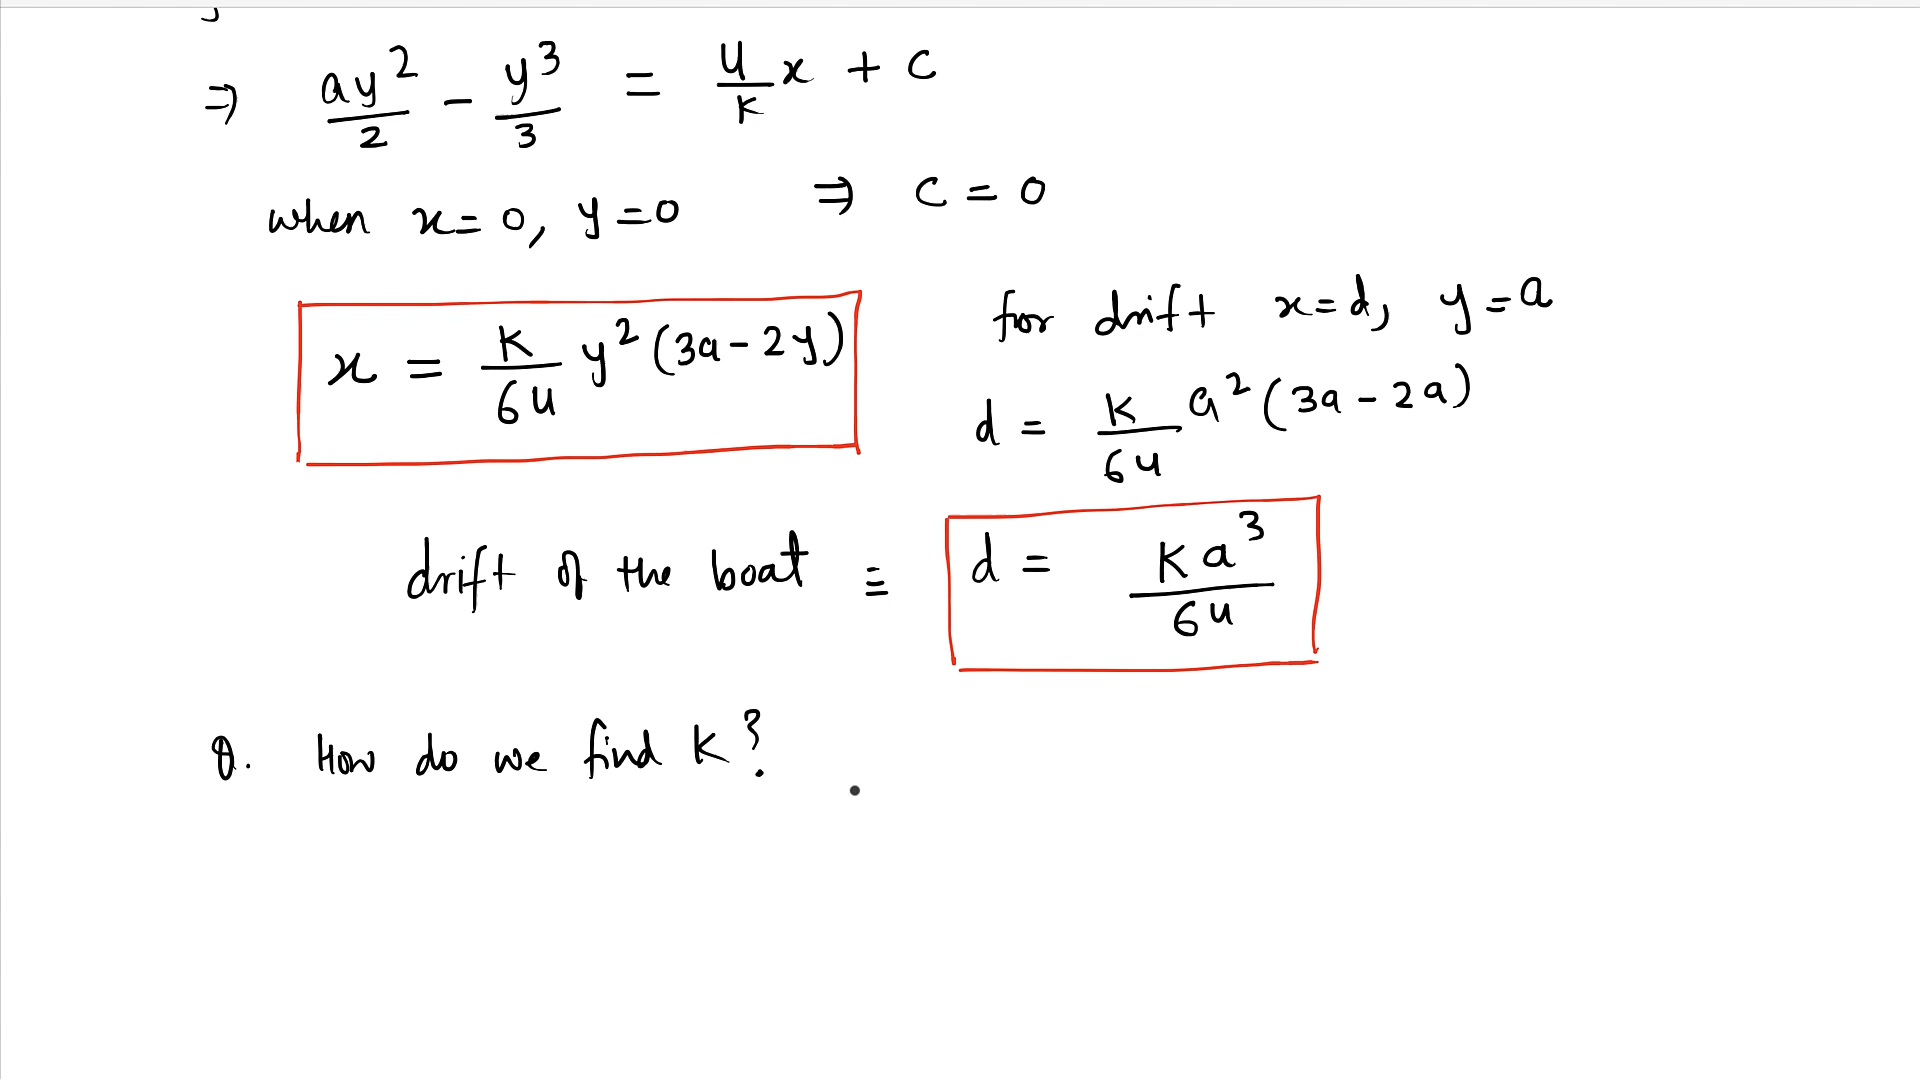 ⇒ ay²/2 - y³/3 = u/k x + c
when x=0, y=0 ⇒ c = 0
x = k/6u y²(3a-2y)
for drift x=d, y=a
d = k/6u a²(3a-2a)
drift of the boat ≡ d = ka³/6u
Q. How do we find k?